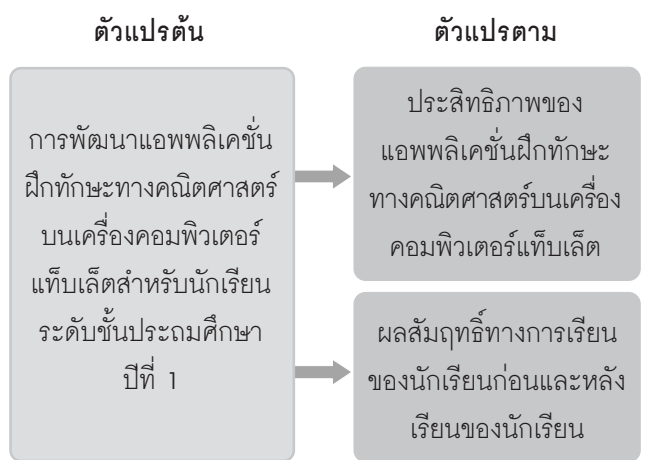 ตัวแปรต้น
การพัฒนาแอพพลิเคชั่น
ฝึกทักษะทางคณิตศาสตร์
บนเครื่องคอมพิวเตอร์
แท็บเล็ตสำหรับนักเรียน
ระดับชั้นประถมศึกษา
ปีที่ 1
ตัวแปรตาม
ประสิทธิภาพของ
แอพพลิเคชั่นฝึกทักษะ
ทางคณิตศาสตร์บนเครื่อง
คอมพิวเตอร์แท็บเล็ต
ผลสัมฤทธิ์ทางการเรียน
ของนักเรียนก่อนและหลัง
เรียนของนักเรียน